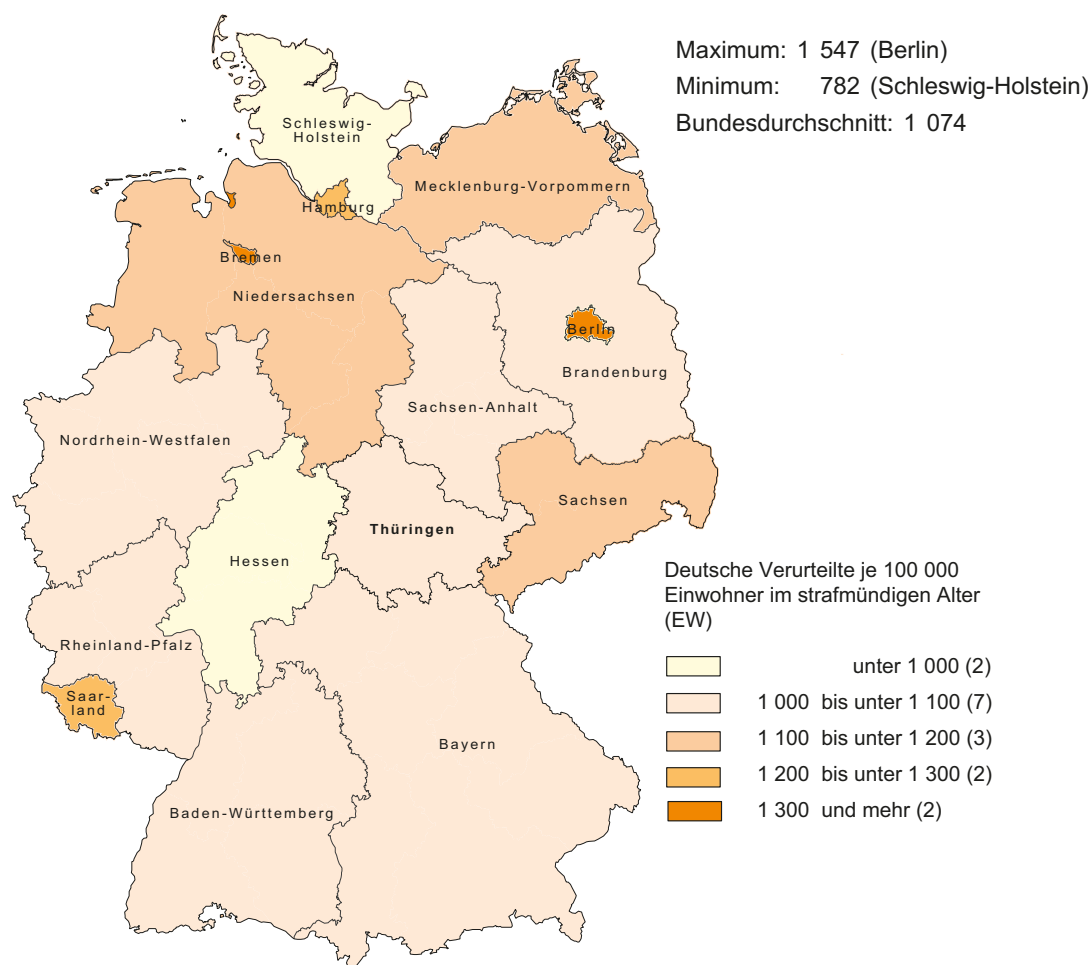 Maximum: 1 547 (Berlin)
Minimum: 782 (Schleswig-Holstein)
Bundesdurchschnitt: 1 074
Schleswig-
Holstein
Mecklenburg-Vorpommern
Hamburg
Bremen
Niedersachsen
Berlin
Brandenburg
Sachsen-Anhalt
Nordrhein-Westfalen
Sachsen
Thüringen
Hessen
Rheinland-Pfalz
Saar-
land
Bayern
Baden-Württemberg
Deutsche Verurteilte je 100 000
Einwohner im strafmündigen Alter
(EW)
unter 1 000 (2)
1 000 bis unter 1 100 (7)
1 100 bis unter 1 200 (3)
1 200 bis unter 1 300 (2)
1 300 und mehr (2)